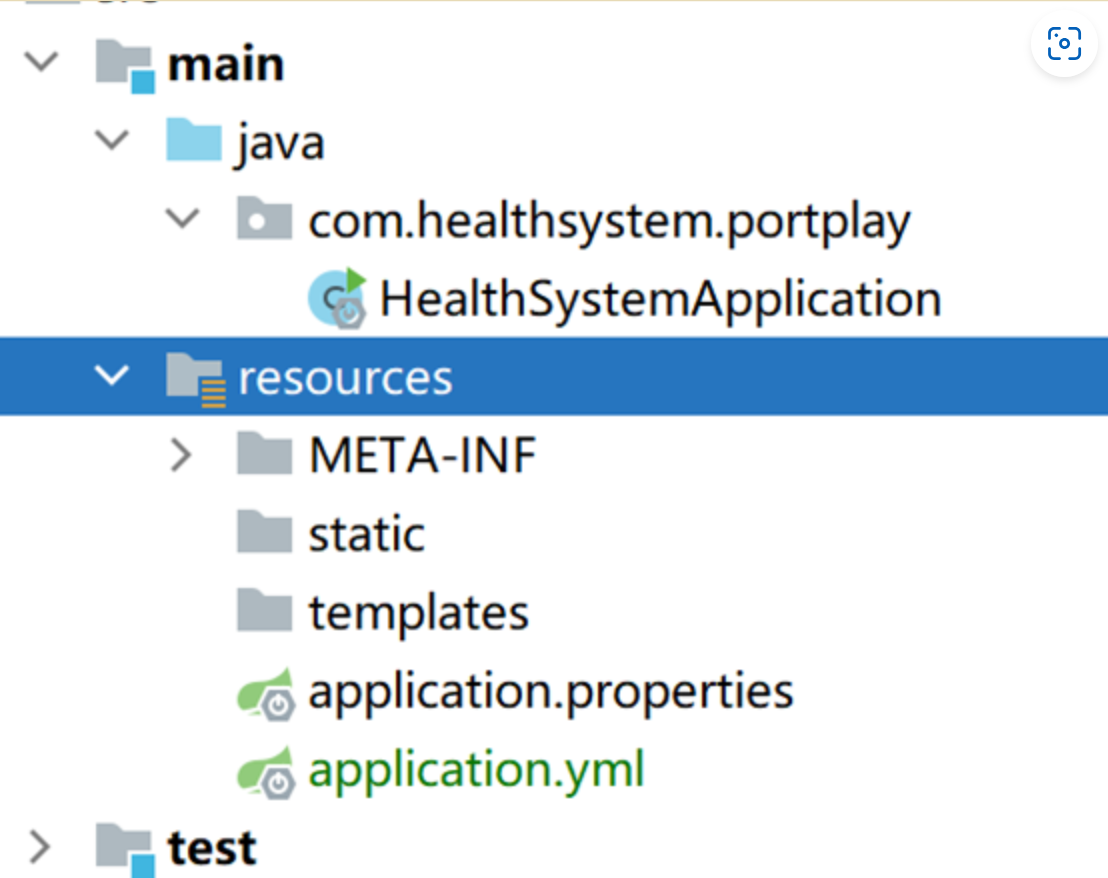 main
java
com.healthsystem.portplay
HealthSystemApplication
resources
META-INF
static
templates
application.properties
application.yml
test